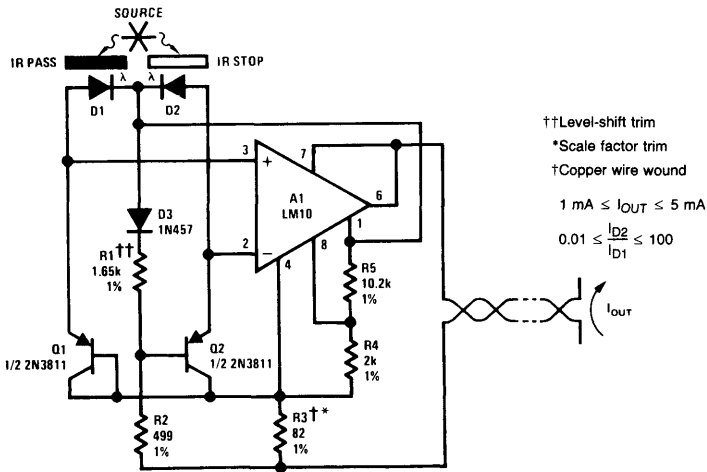 SOURCE
IR PASS
IR STOP
λ
λ
D1
D2
††Level-shift trim
*Scale factor trim
†Copper wire wound
1 mA ≤ IOUT ≤ 5 mA
0.01 ≤ ID2/ID1 ≤ 100
3
+
7
A1
LM10
6
1
2
−
4
8
D3
1N457
R1††
1.65k
1%
R5
10.2k
1%
R4
2k
1%
IOUT
Q1
1/2 2N3811
Q2
1/2 2N3811
R2
499
1%
R3†*
82
1%